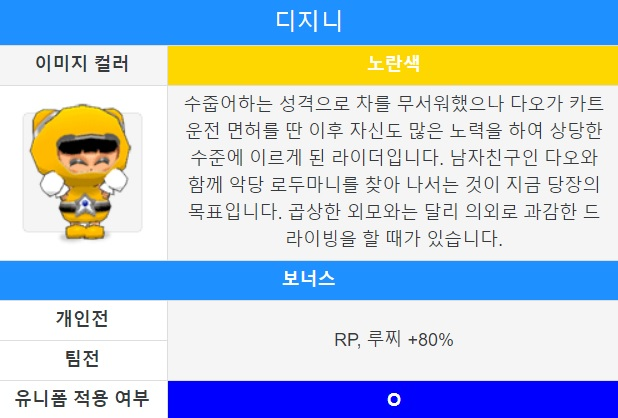 디지니
이미지 컬러
노란색
수줍어하는 성격으로 차를 무서워했으나 다오가 카트
운전 면허를 딴 이후 자신도 많은 노력을 하여 상당한
수준에 이르게 된 라이더입니다. 남자친구인 다오와
함께 악당 로두마니를 찾아 나서는 것이 지금 당장의
목표입니다. 곱상한 외모와는 달리 의외로 과감한 드
라이빙을 할 때가 있습니다.
보너스
개인전
RP, 루찌 +80%
팀전
유니폼 적용 여부
O